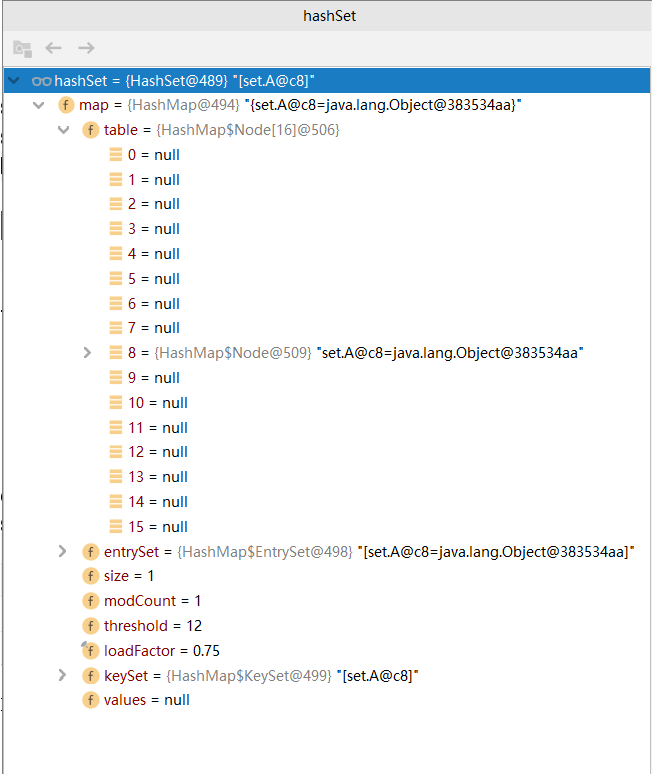 hashSet
hashSet = {HashSet@489} "[set.A@c8]"
map = {HashMap@494} "{set.A@c8=java.lang.Object@383534aa}"
table = {HashMap$Node[16]@506}
0 = null
1 = null
2 = null
3 = null
4 = null
5 = null
6 = null
7 = null
8 = {HashMap$Node@509} "set.A@c8=java.lang.Object@383534aa"
9 = null
10 = null
11 = null
12 = null
13 = null
14 = null
15 = null
f entrySet = {HashMap$EntrySet@498} "[set.A@c8=java.lang.Object@383534aa]"
f size = 1
f modCount = 1
f threshold = 12
f loadFactor = 0.75
f keySet = {HashMap$KeySet@499} "[set.A@c8]"
f values = null